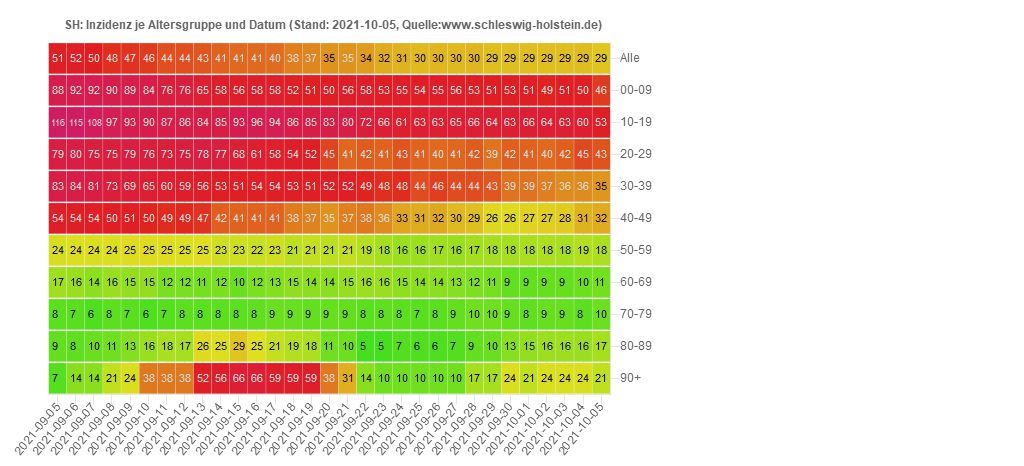 SH: Inzidenz je Altersgruppe und Datum (Stand: 2021-10-05, Quelle:www.schleswig-holstein.de)
51 52 50 48 47 46 44 44 43 41 41 41 40 38 37 35 35 34 32 31 30 30 30 30 29 29 29 29 29 29 29 Alle
88 92 92 90 89 84 76 76 65 58 56 58 58 52 51 50 56 58 53 55 54 55 56 53 51 53 51 49 51 50 46 00-09
116 115 108 97 93 90 87 86 84 85 93 96 94 86 85 83 80 72 66 61 63 63 65 66 64 63 66 64 63 60 53 10-19
79 80 75 75 79 76 73 75 78 77 68 61 58 54 52 45 41 42 41 43 41 40 41 42 39 42 41 40 42 45 43 20-29
83 84 81 73 69 65 60 59 56 53 51 54 54 53 51 52 52 49 48 48 44 46 44 44 43 39 39 37 36 36 35 30-39
54 54 54 50 51 50 49 49 47 42 41 41 41 38 37 35 37 38 36 33 31 32 30 29 26 26 27 27 28 31 32 40-49
24 24 24 24 25 25 25 25 25 23 23 22 23 21 21 21 21 19 18 16 16 17 16 17 18 18 18 18 18 19 18 50-59
17 16 14 16 15 15 12 12 11 12 10 12 13 15 14 14 15 16 16 15 14 14 13 12 11 9 9 9 9 10 11 60-69
8 7 6 8 7 6 7 8 8 8 8 8 9 9 9 9 8 9 8 8 8 7 8 9 10 10 9 8 9 9 8 10 70-79
9 8 10 11 13 16 18 17 26 25 29 25 21 19 18 11 10 5 5 7 6 6 7 9 10 13 15 16 16 16 17 80-89
7 14 14 21 24 38 38 38 52 56 66 66 59 59 59 38 31 14 10 10 10 10 10 17 17 24 21 24 24 24 21 90+
2021-09-05 2021-09-06 2021-09-07 2021-09-08 2021-09-09 2021-09-10 2021-09-11 2021-09-12 2021-09-13 2021-09-14 2021-09-15 2021-09-16 2021-09-17 2021-09-18 2021-09-19 2021-09-20 2021-09-21 2021-09-22 2021-09-23 2021-09-24 2021-09-25 2021-09-26 2021-09-27 2021-09-28 2021-09-29 2021-09-30 2021-10-01 2021-10-02 2021-10-03 2021-10-04 2021-10-05